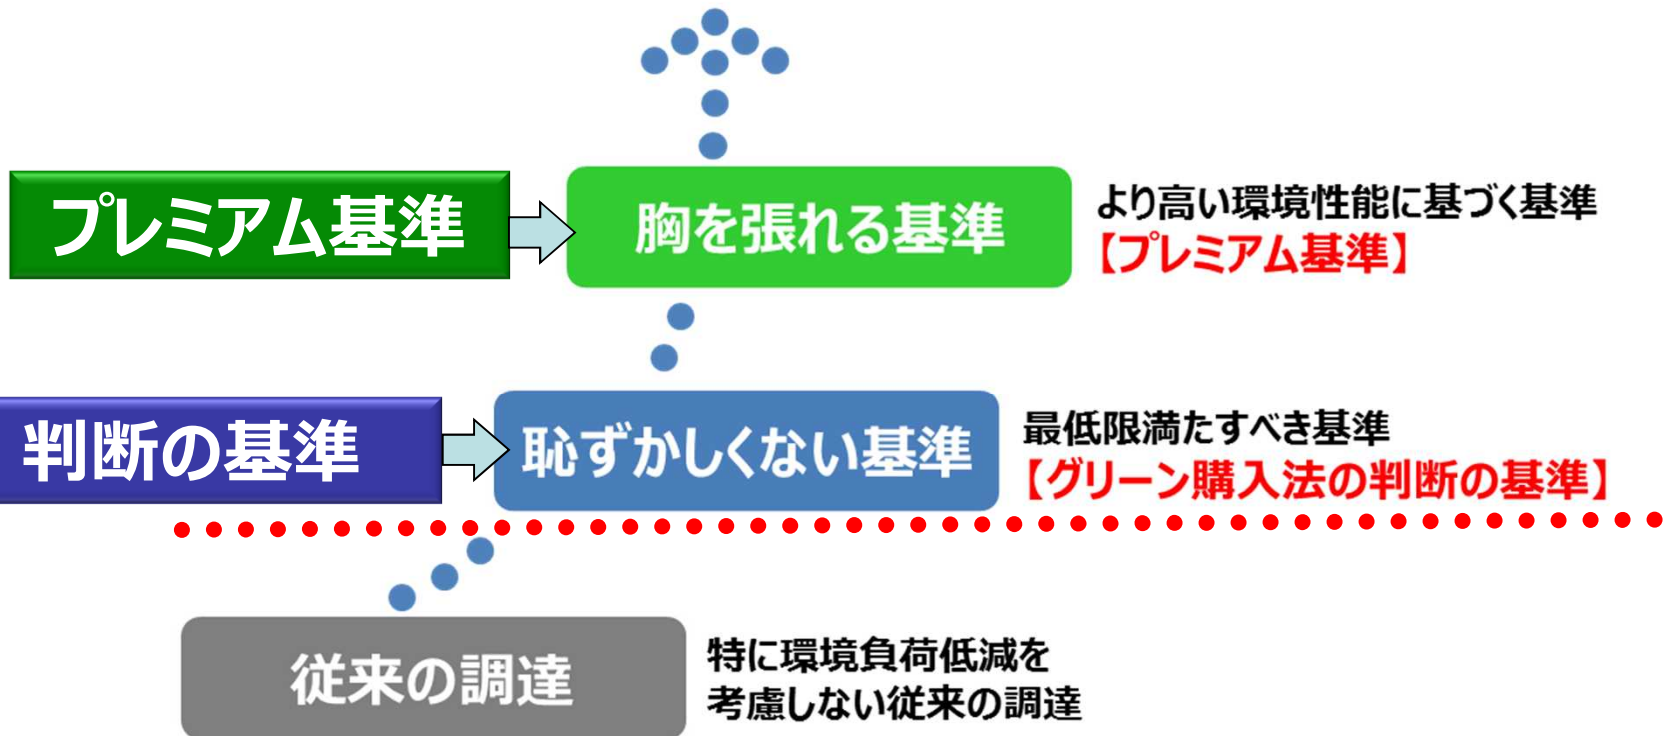 プレミアム基準
胸を張れる基準
より高い環境性能に基づく基準
【プレミアム基準】
判断の基準
恥ずかしくない基準
最低限満たすべき基準
【グリーン購入法の判断の基準】
従来の調達
特に環境負荷低減を
考慮しない従来の調達